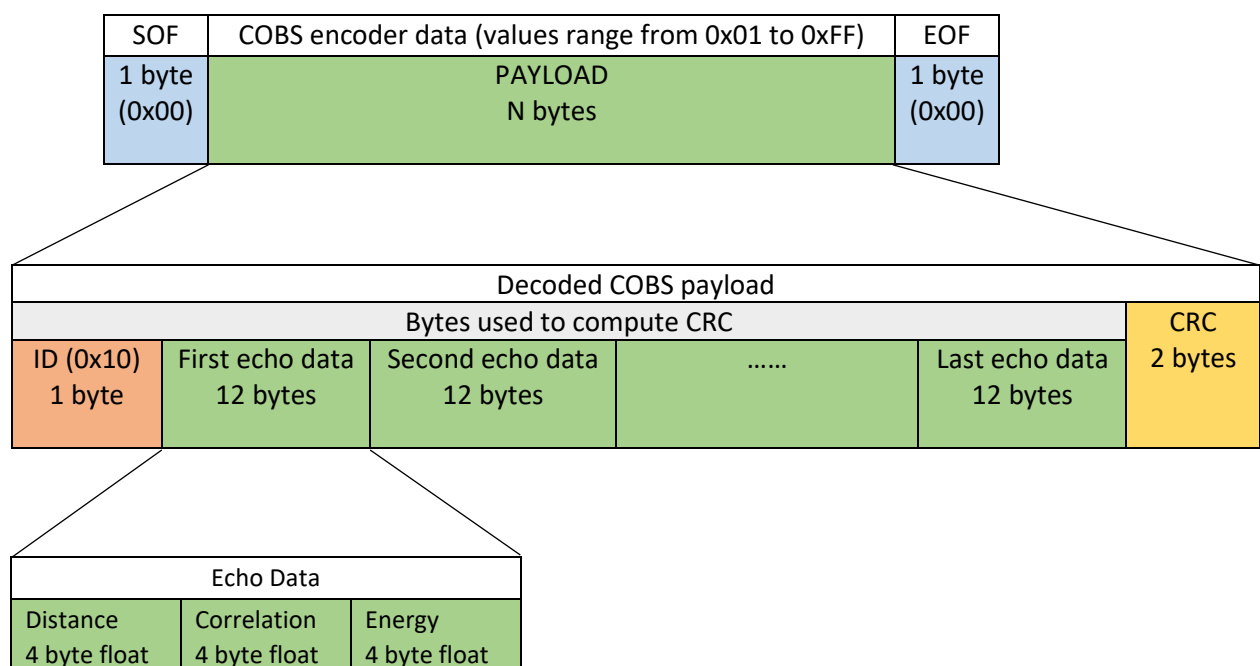 SOF COBS encoder data (values range from 0x01 to 0xFF) EOF
1 byte PAYLOAD 1 byte
(0x00) N bytes (0x00)
Decoded COBS payload
Bytes used to compute CRC CRC
ID (0x10) First echo data Second echo data …… Last echo data 2 bytes
1 byte 12 bytes 12 bytes 12 bytes
Echo Data
Distance Correlation Energy
4 byte float 4 byte float 4 byte float